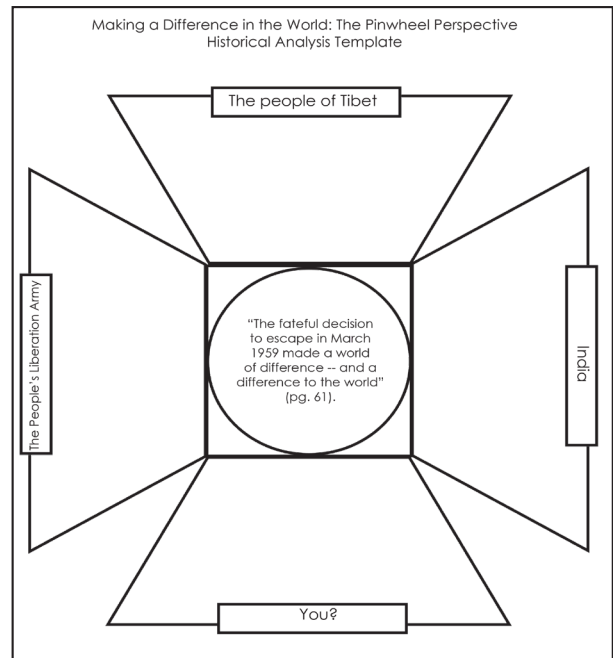 Making a Difference in the World: The Pinwheel Perspective
Historical Analysis Template
The people of Tibet
The People's Liberation Army
"The fateful decision
to escape in March
1959 made a world
of difference -- and a
difference to the world"
(pg. 61).
India
You?